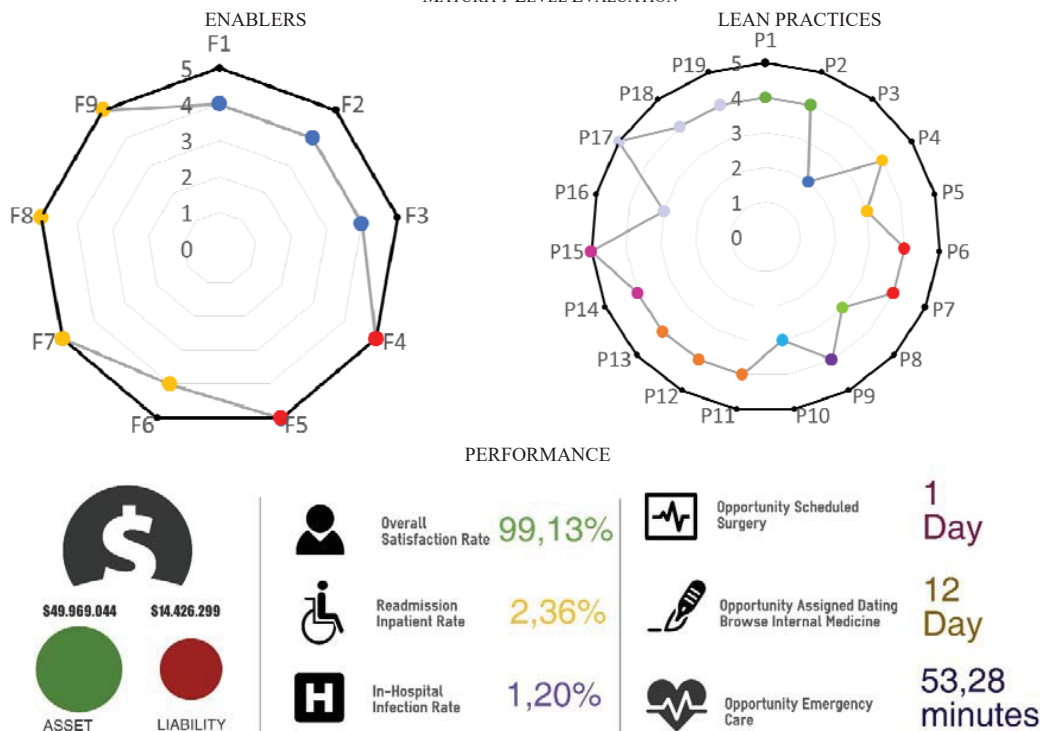 MATURITY LEVEL EVALUATION
ENABLERS
F1
F2
F3
F4
F5
F6
F7
F8
F9
5
4
3
2
1
0
LEAN PRACTICES
P1
P2
P3
P4
P5
P6
P7
P8
P9
P10
P11
P12
P13
P14
P15
P16
P17
P18
P19
5
4
3
2
1
0
PERFORMANCE
$
$49.969.044
$14.426.299
ASSET
LIABILITY
Overall
Satisfaction Rate
99,13%
Readmission
Inpatient Rate
2,36%
H
In-Hospital
Infection Rate
1,20%
Opportunity Scheduled
Surgery
1
Day
Opportunity Assigned Dating
Browse Internal Medicine
12
Day
Opportunity Emergency
Care
53,28
minutes